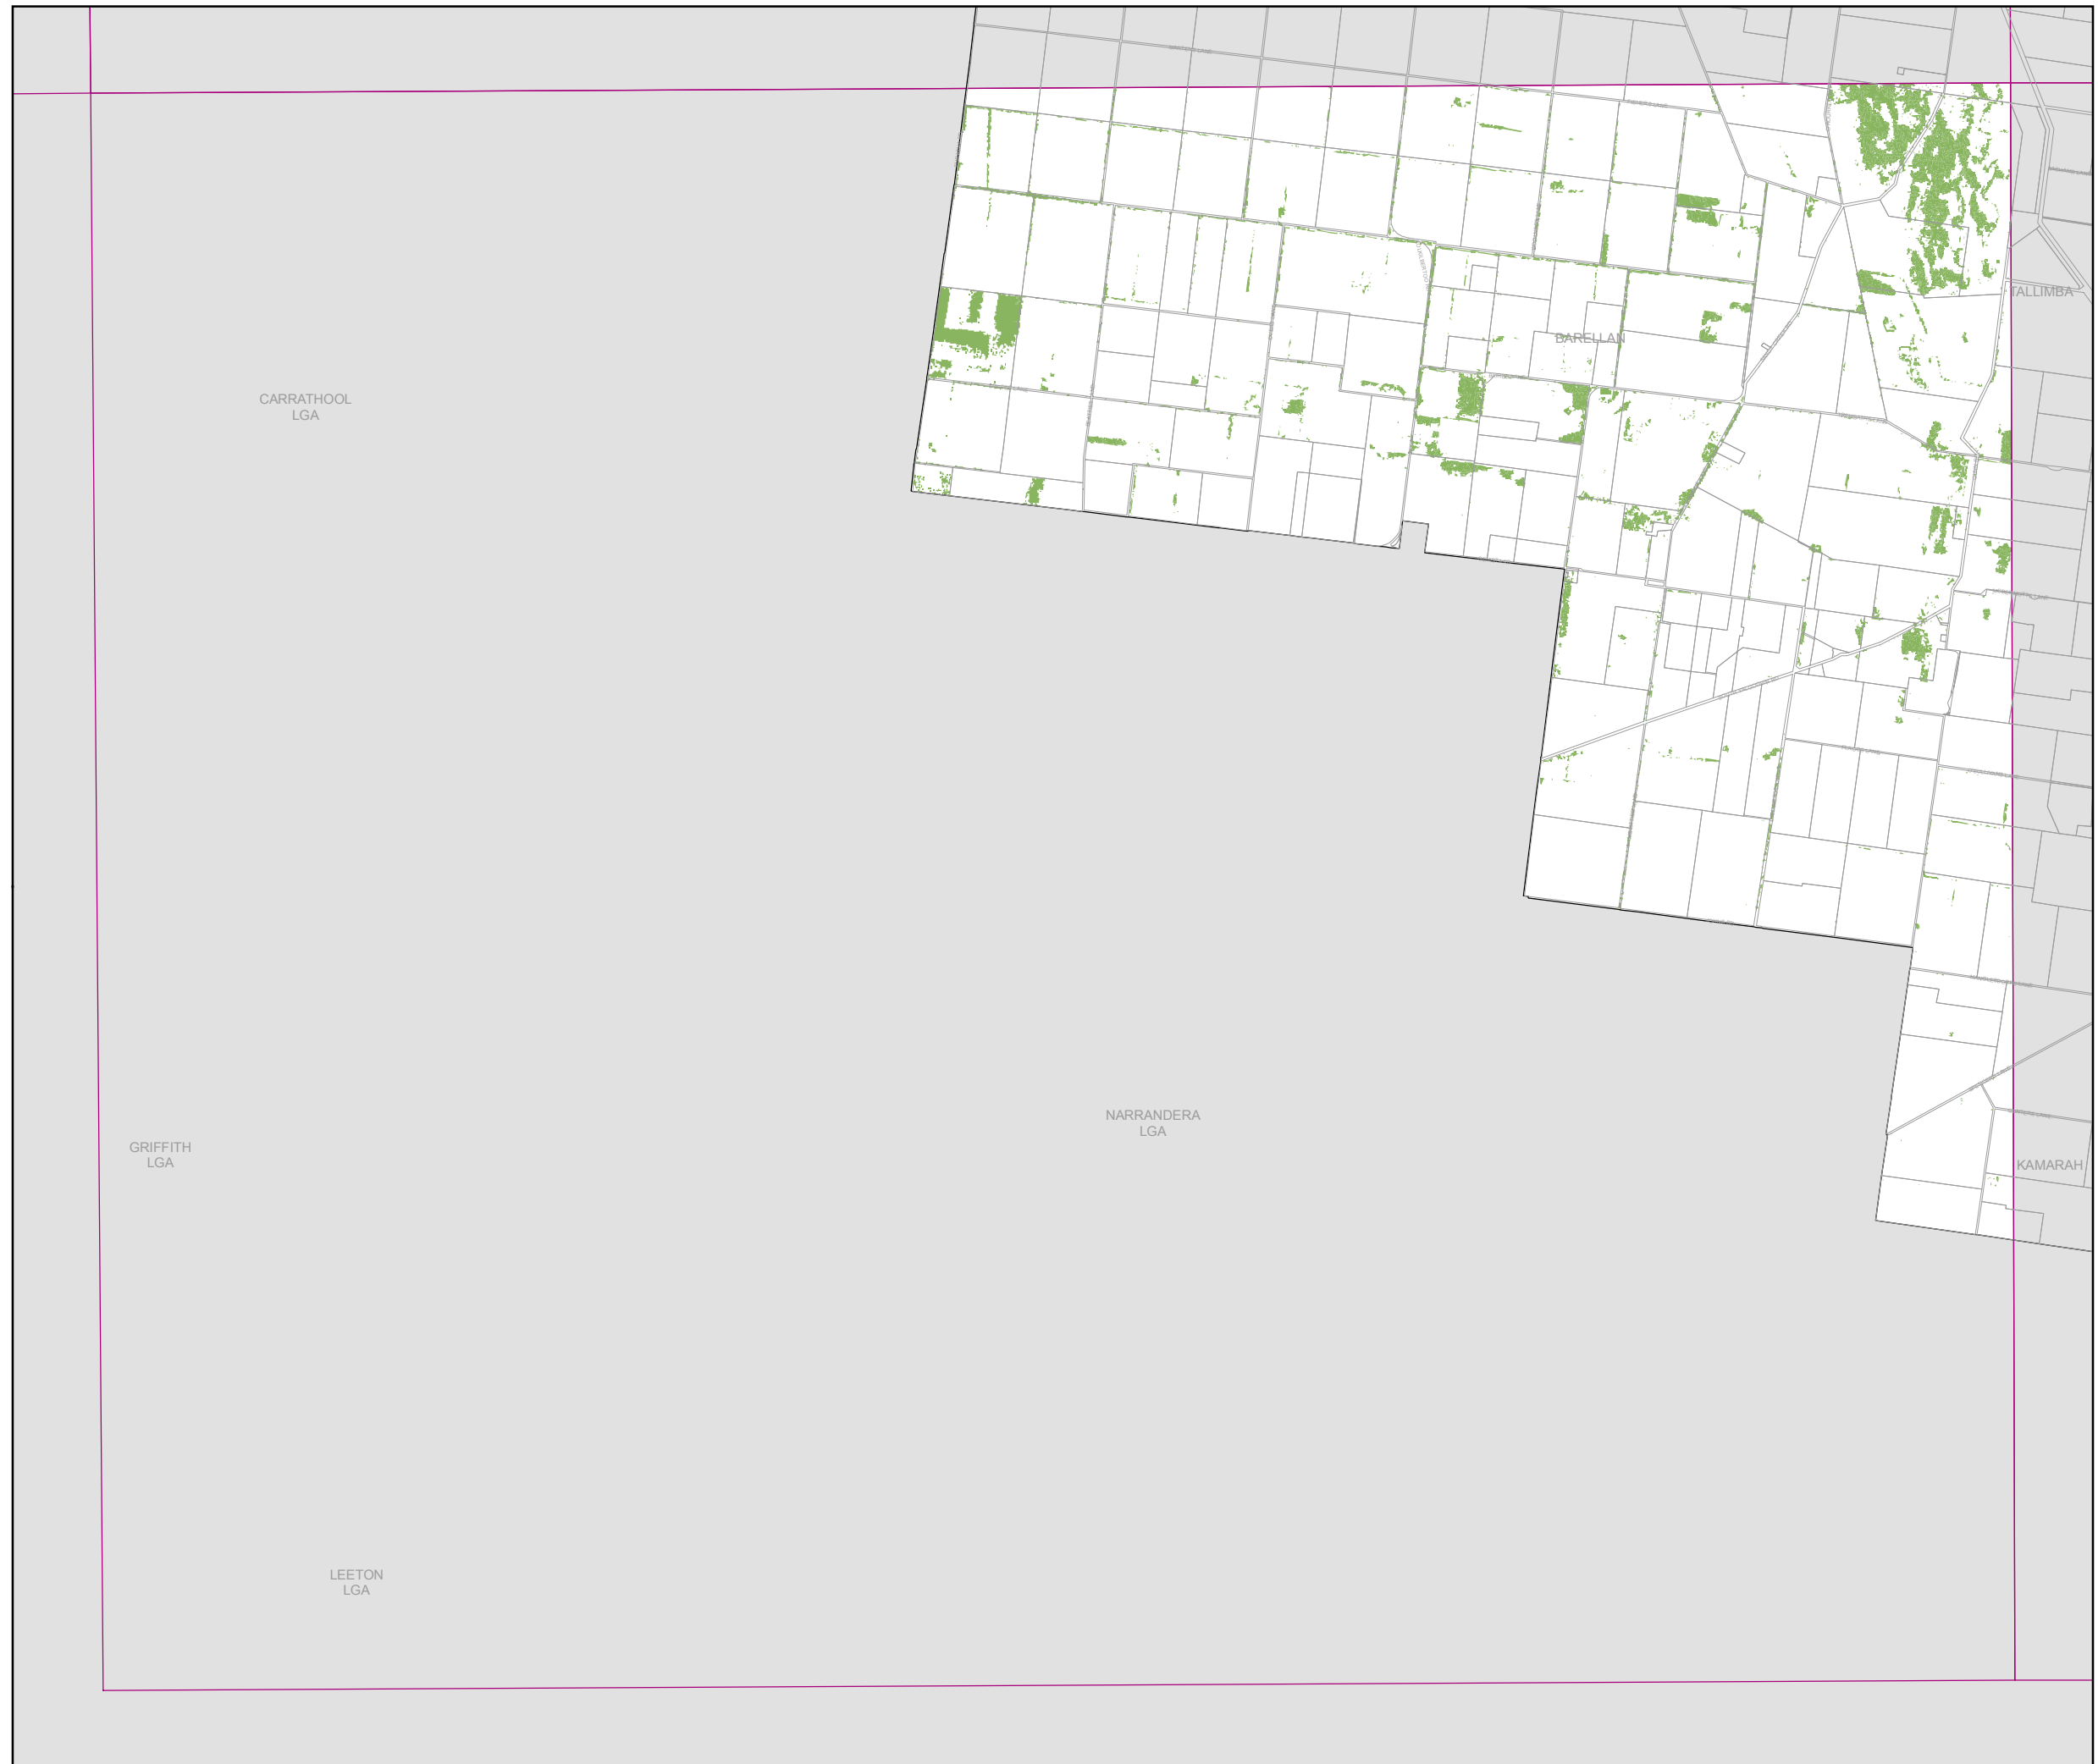 TALLIMBA
BARELLAN
CARRATHOOL
LGA
NARRANDERA
LGA
GRIFFITH
LGA
KAMARAH
LEETON
LGA